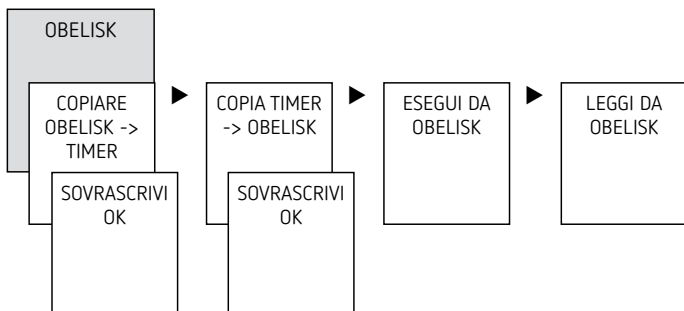 OBELISK
COPIARE
OBELISK ->
TIMER
SOVRASCRIVI
OK
COPIA TIMER
-> OBELISK
SOVRASCRIVI
OK
ESEGUI DA
OBELISK
LEGGI DA
OBELISK